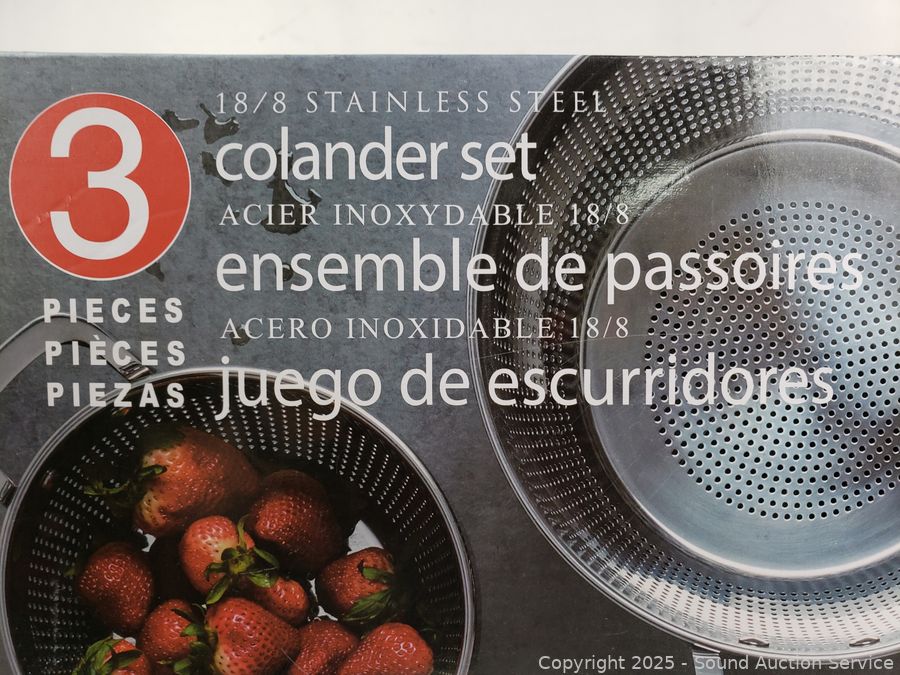 3
PIECES
PIÈCES
PIEZAS
18/8 STAINLESS STEEL
colander set
ACIER INOXYDABLE 18/8
ensemble de passoires
ACERO INOXIDABLE 18/8
juego de escurridores
Copyright 2025 - Sound Auction Service